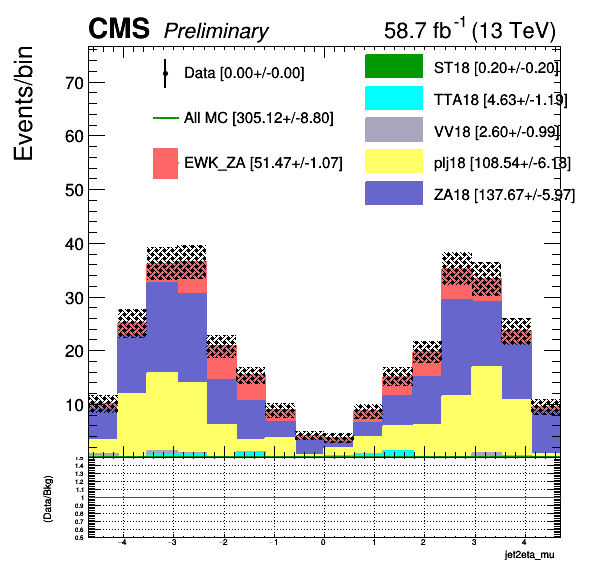 CMS Preliminary 58.7 fb⁻¹ (13 TeV)
Events/bin
70
60
50
40
30
20
10
Data [0.00+/-0.00]
All MC [305.12+/-8.80]
EWK_ZA [51.47+/-1.07]
ST18 [0.20+/-0.20]
TTA18 [4.63+/-1.19]
VV18 [2.60+/-0.99]
plj18 [108.54+/-6.13]
ZA18 [137.67+/-5.97]
(Data/Bkg)
1.5
1.4
1.3
1.2
1.1
1
0.9
0.8
0.7
0.6
0.5
−4 −3 −2 −1 0 1 2 3 4
jet2eta_mu